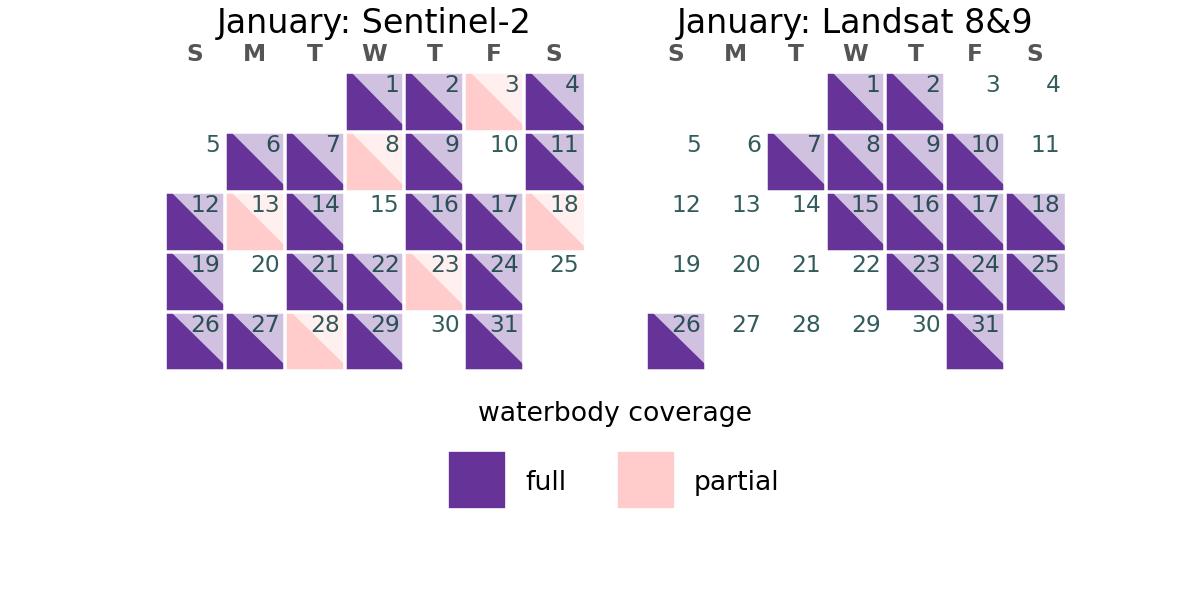 January: Sentinel-2
S M T W T F S
1 2 3 4
5 6 7 8 9 10 11
12 13 14 15 16 17 18
19 20 21 22 23 24 25
26 27 28 29 30 31
January: Landsat 8&9
S M T W T F S
1 2 3 4
5 6 7 8 9 10 11
12 13 14 15 16 17 18
19 20 21 22 23 24 25
26 27 28 29 30 31
waterbody coverage
full partial